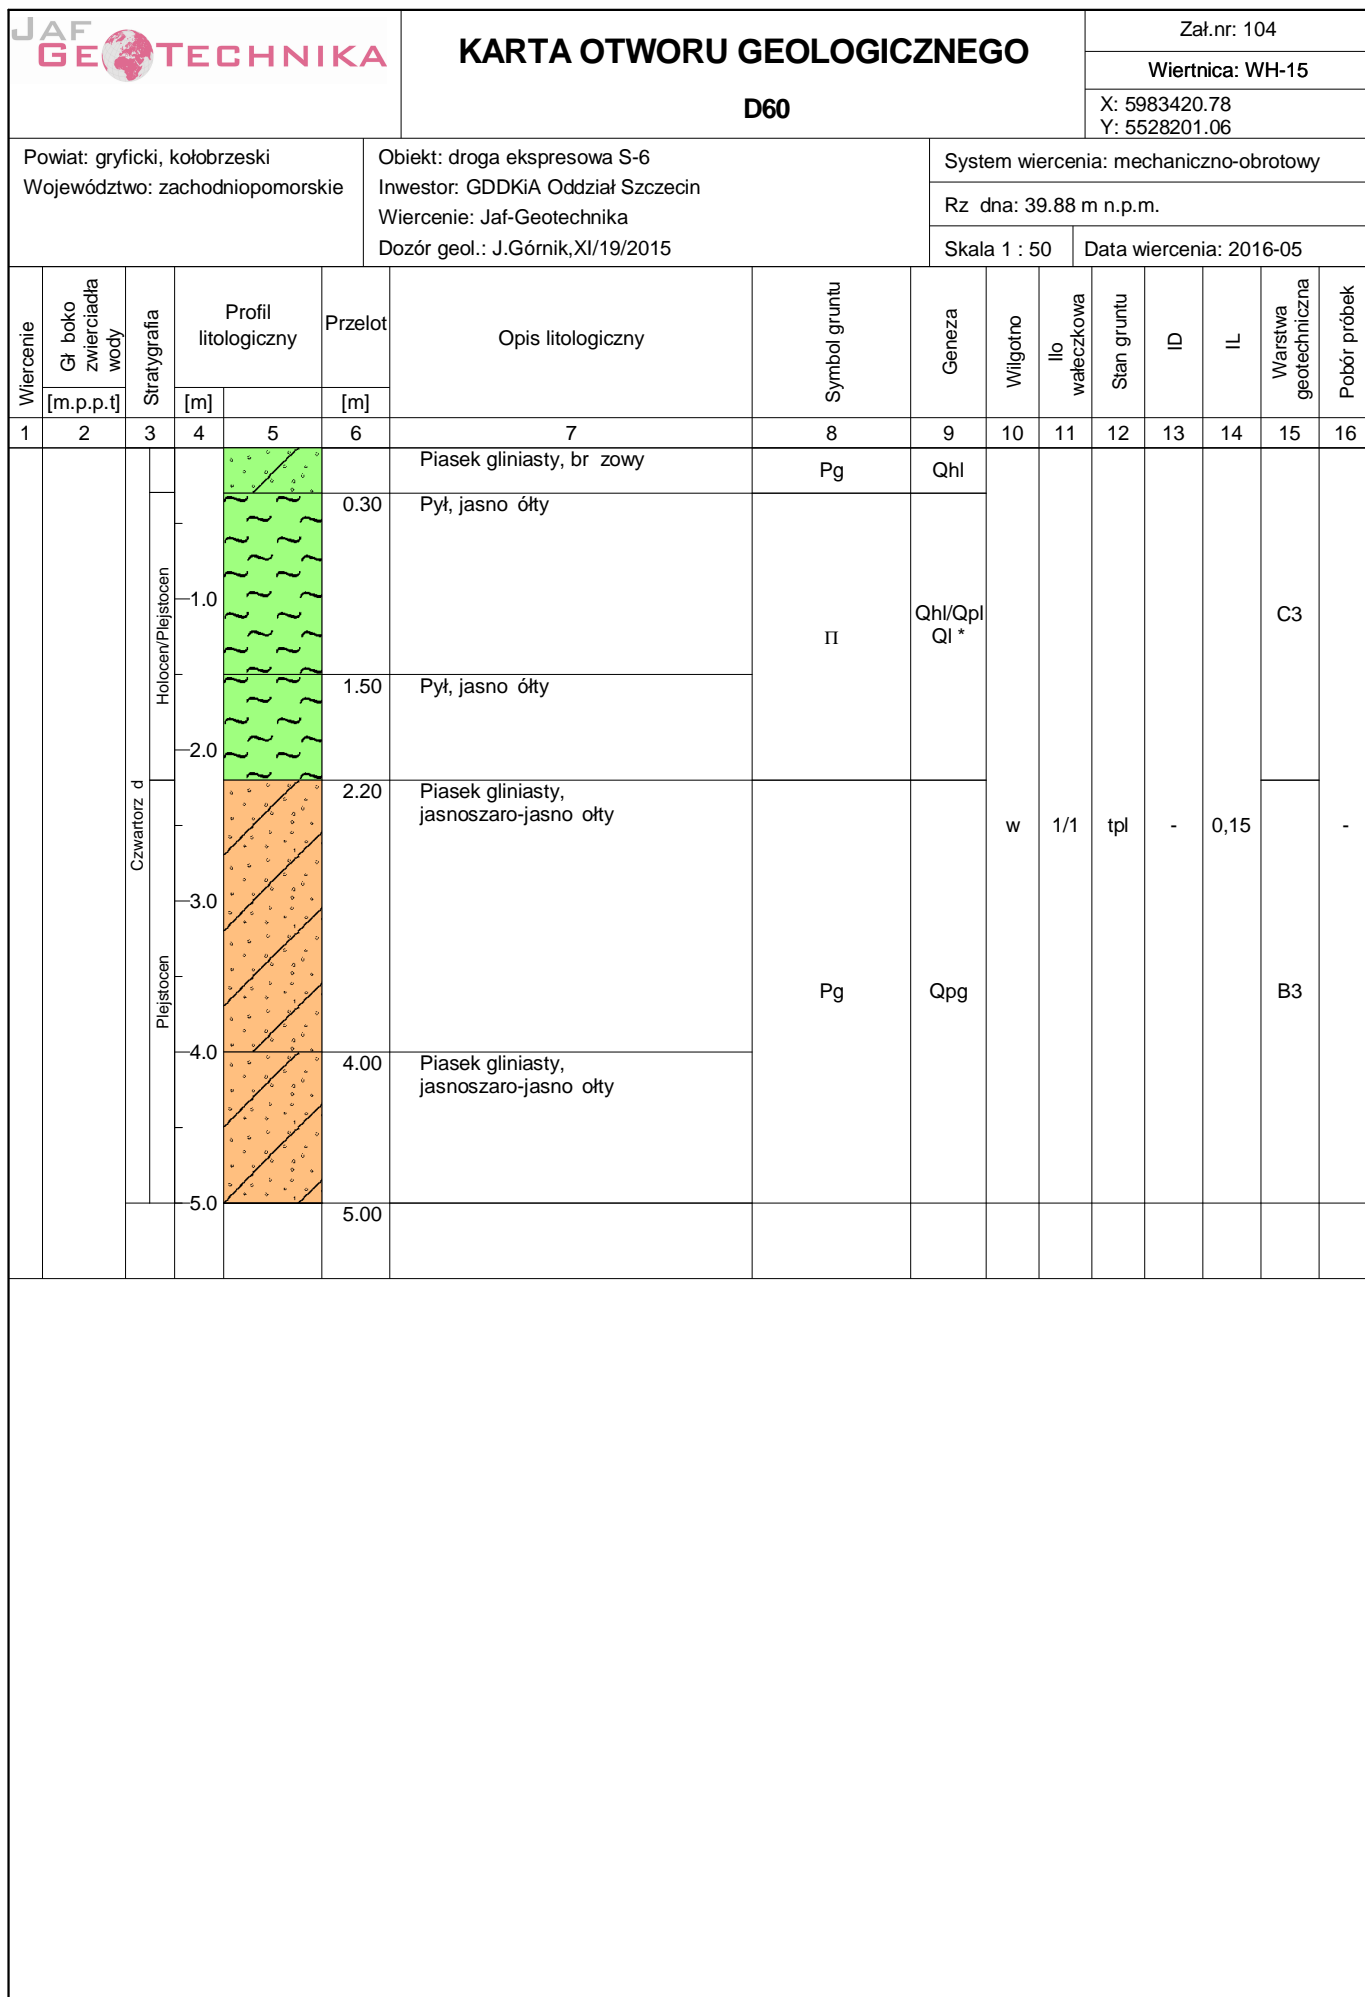 JAF
GEOTECHNIKA
KARTA OTWORU GEOLOGICZNEGO
D60
Zał.nr: 104
Wiertnica: WH-15
X: 5983420.78
Y: 5528201.06
Powiat: gryficki, kołobrzeski
Województwo: zachodniopomorskie
Obiekt: droga ekspresowa S-6
Inwestor: GDDKiA Oddział Szczecin
Wiercenie: Jaf-Geotechnika
Dozór geol.: J.Górnik,XI/19/2015
System wiercenia: mechaniczno-obrotowy
Rz dna: 39.88 m n.p.m.
Skala 1 : 50
Data wiercenia: 2016-05
Wiercenie
Gł boko
zwierciadła
wody
[m.p.p.t]
Stratygrafia
Profil
litologiczny
[m]
Przelot
[m]
Opis litologiczny
Symbol gruntu
Geneza
Wilgotno
Ilo
wałeczkowa
Stan gruntu
ID
IL
Warstwa
geotechniczna
Pobór próbek
1 2 3 4 5 6 7 8 9 10 11 12 13 14 15 16
Piasek gliniasty, br zowy
Pg
Qhl
0.30
Pył, jasno ółty
Holocen/Plejstocen
1.0
Π
Qhl/Qpl
Ql *
C3
1.50
Pył, jasno ółty
2.0
Czwartorz d
2.20
Piasek gliniasty,
jasnoszaro-jasno ołty
w
1/1
tpl
-
0,15
-
3.0
Plejstocen
Pg
Qpg
B3
4.0
4.00
Piasek gliniasty,
jasnoszaro-jasno ołty
5.0
5.00